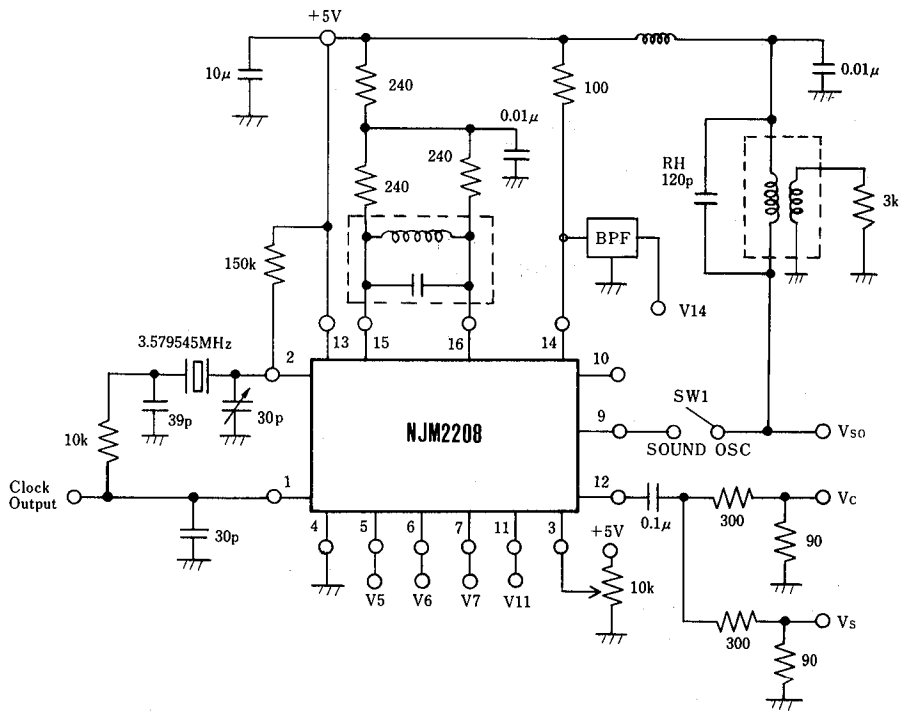 +5V
10μ
240
100
0.01μ
0.01μ
240
240
RH
120p
3k
150k
BPF
V14
3.579545MHz
2
13
15
16
14
10
39p
30p
SW1
10k
NJM2208
9
SOUND OSC
VSO
Clock
Output
1
12
0.1μ
300
VC
30p
4
5
6
7
11
3
+5V
90
10k
V5
V6
V7
V11
300
VS
90